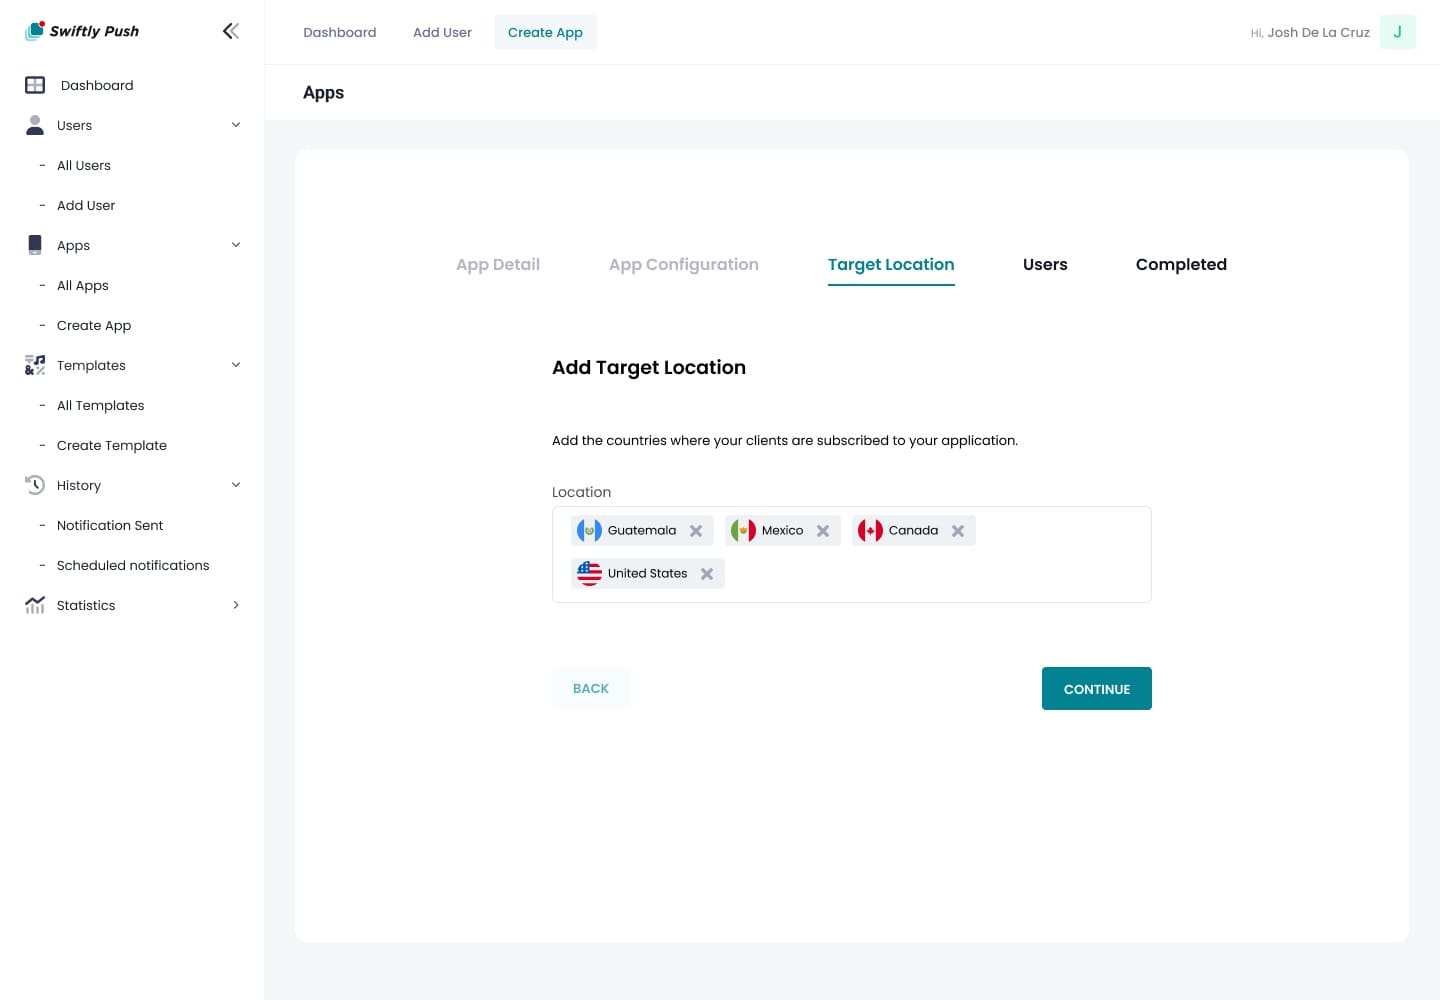 Swiftly Push
Dashboard
Users
- All Users
- Add User
Apps
- All Apps
- Create App
Templates
- All Templates
- Create Template
History
- Notification Sent
- Scheduled notifications
Statistics
Dashboard Add User Create App
Hi, Josh De La Cruz J
Apps
App Detail App Configuration Target Location Users Completed
Add Target Location
Add the countries where your clients are subscribed to your application.
Location
Guatemala Mexico Canada
United States
BACK CONTINUE